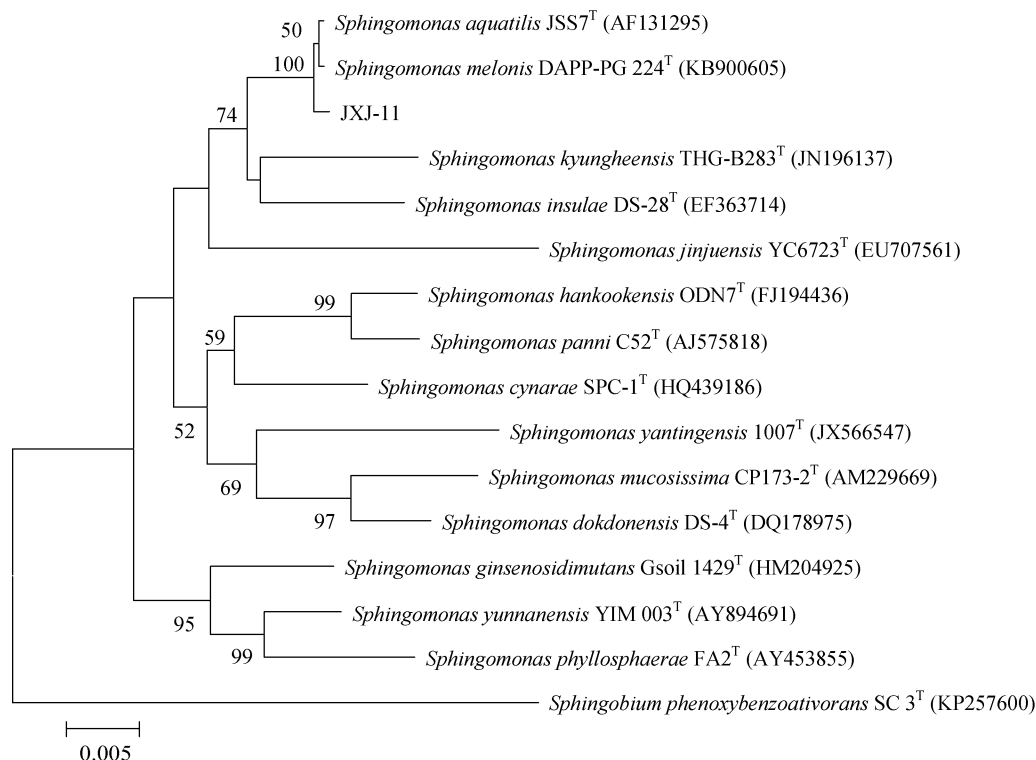 50
Sphingomonas aquatilis JSS7ᵀ (AF131295)
100
Sphingomonas melonis DAPP-PG 224ᵀ (KB900605)
JXJ-11
74
Sphingomonas kyungheensis THG-B283ᵀ (JN196137)
Sphingomonas insulae DS-28ᵀ (EF363714)
Sphingomonas jinjuensis YC6723ᵀ (EU707561)
99
Sphingomonas hankookensis ODN7ᵀ (FJ194436)
59
Sphingomonas panni C52ᵀ (AJ575818)
Sphingomonas cynarae SPC-1ᵀ (HQ439186)
52
Sphingomonas yantingensis 1007ᵀ (JX566547)
69
Sphingomonas mucosissima CP173-2ᵀ (AM229669)
97
Sphingomonas dokdonensis DS-4ᵀ (DQ178975)
Sphingomonas ginsenosidimutans Gsoil 1429ᵀ (HM204925)
95
Sphingomonas yunnanensis YIM 003ᵀ (AY894691)
99
Sphingomonas phyllosphaerae FA2ᵀ (AY453855)
Sphingobium phenoxybenzoativorans SC 3ᵀ (KP257600)
0.005